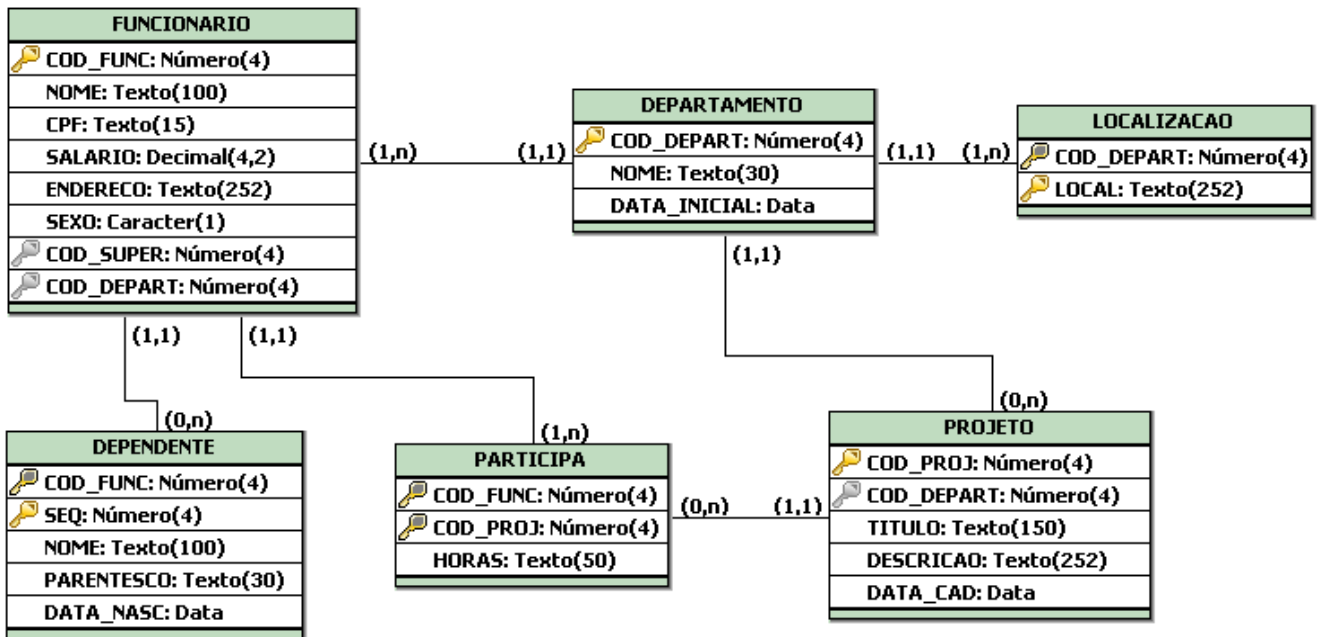 FUNCIONARIO
COD_FUNC: Número(4)
NOME: Texto(100)
CPF: Texto(15)
SALARIO: Decimal(4,2)
ENDERECO: Texto(252)
SEXO: Caracter(1)
COD_SUPER: Número(4)
COD_DEPART: Número(4)
(1,n)
(1,1)
DEPARTAMENTO
COD_DEPART: Número(4)
NOME: Texto(30)
DATA_INICIAL: Data
(1,1)
(1,n)
LOCALIZACAO
COD_DEPART: Número(4)
LOCAL: Texto(252)
(1,1)
(1,1)
(1,1)
(0,n)
(1,n)
(0,n)
DEPENDENTE
COD_FUNC: Número(4)
SEQ: Número(4)
NOME: Texto(100)
PARENTESCO: Texto(30)
DATA_NASC: Data
PARTICIPA
COD_FUNC: Número(4)
COD_PROJ: Número(4)
HORAS: Texto(50)
(0,n)
(1,1)
PROJETO
COD_PROJ: Número(4)
COD_DEPART: Número(4)
TITULO: Texto(150)
DESCRICAO: Texto(252)
DATA_CAD: Data